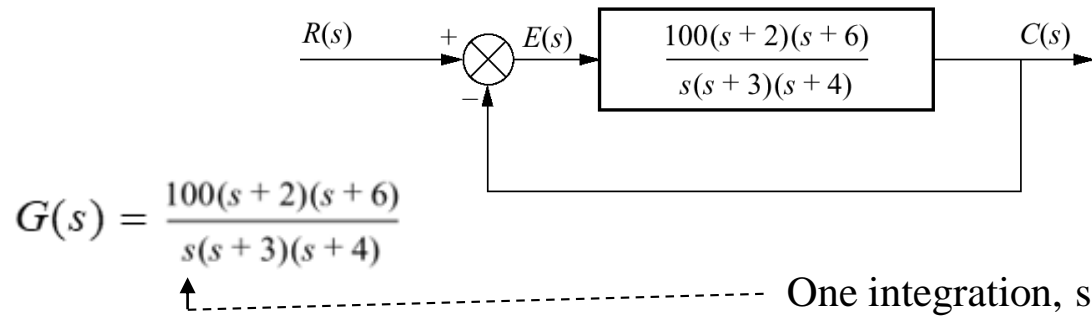 R(s) + E(s) 100(s + 2)(s + 6) C(s)
− s(s + 3)(s + 4)
G(s) = 100(s + 2)(s + 6)
s(s + 3)(s + 4)
One integration, s